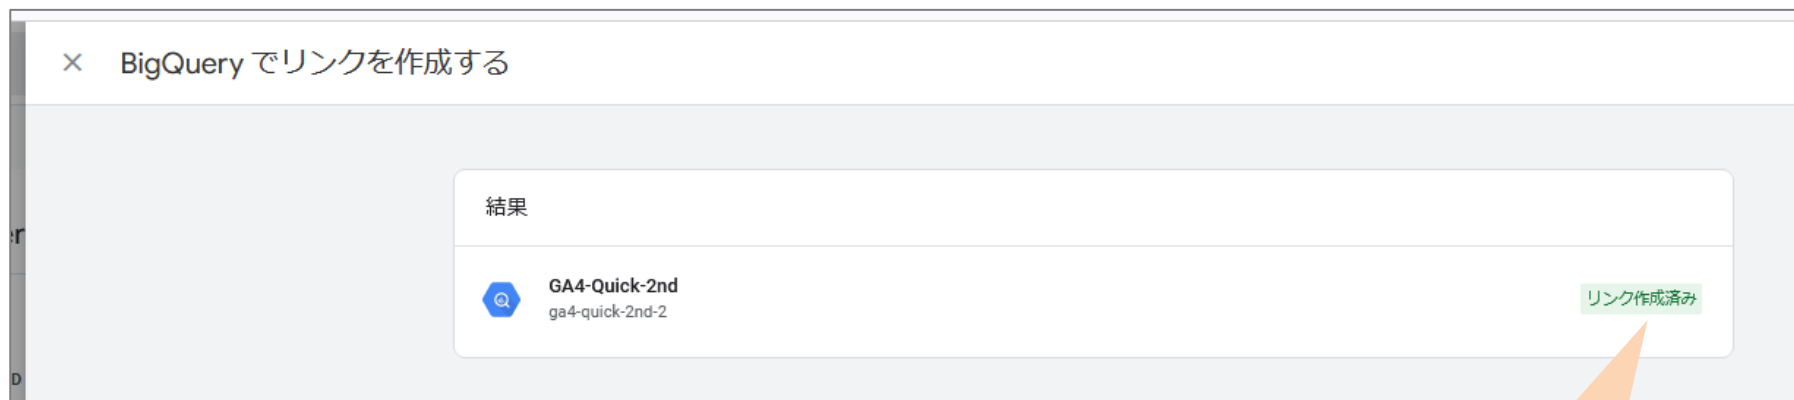 BigQuery でリンクを作成する
結果
GA4-Quick-2nd
ga4-quick-2nd-2
リンク作成済み
er
D